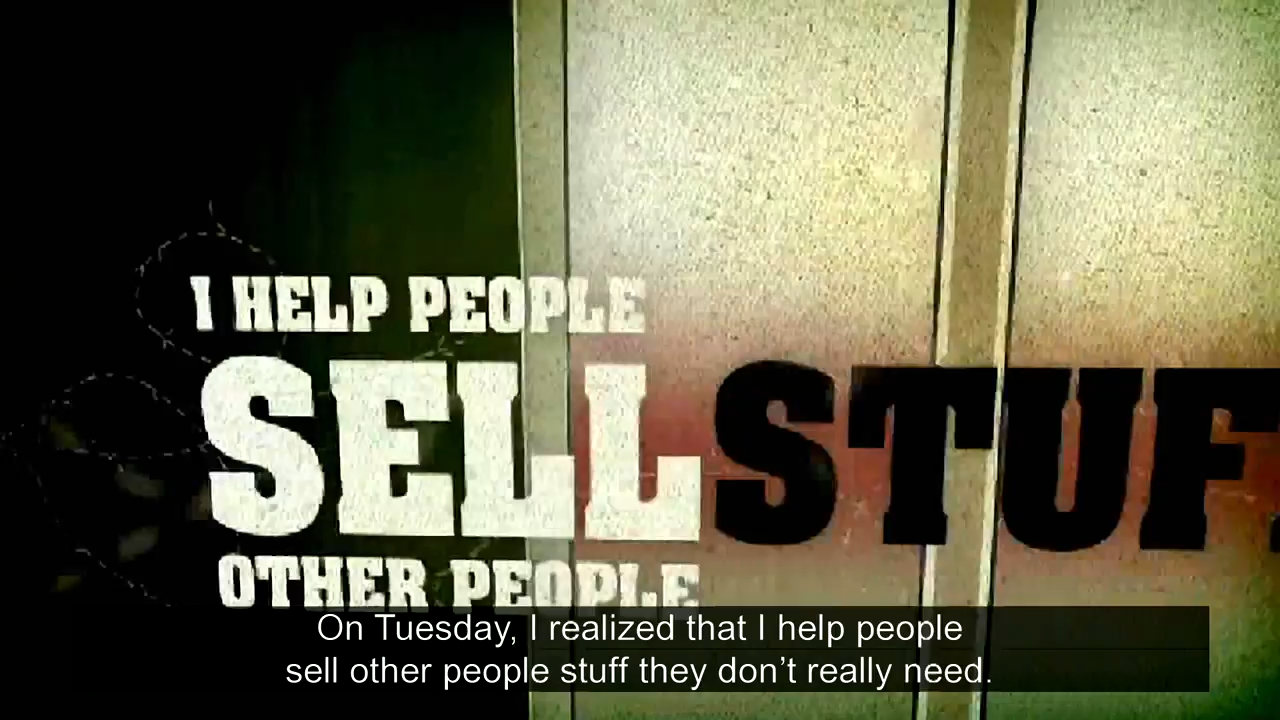 I HELP PEOPLE
SELL STUF
OTHER PEOPLE
On Tuesday, I realized that I help people
sell other people stuff they don’t really need.